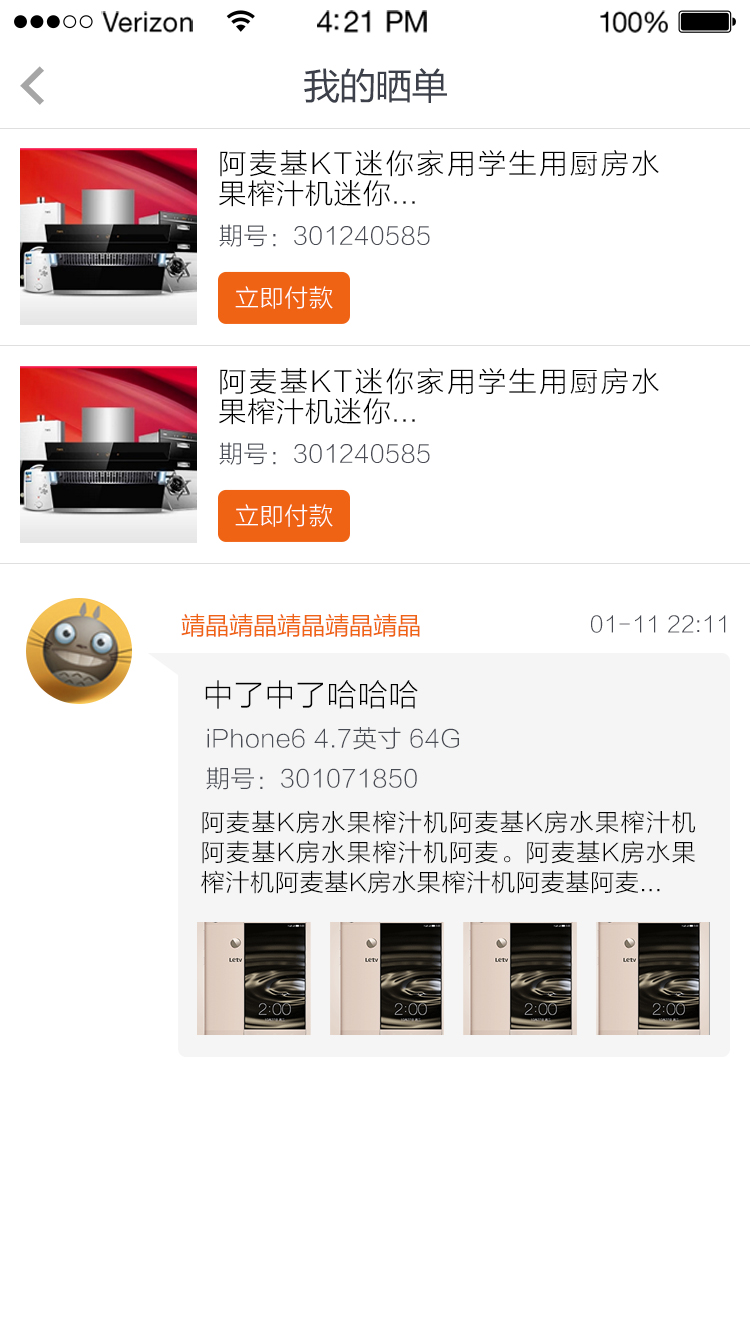 Verizon 4:21 PM 100%
我的晒单
阿麦基KT迷你家用学生用厨房水
果榨汁机迷你...
期号：301240585
立即付款
阿麦基KT迷你家用学生用厨房水
果榨汁机迷你...
期号：301240585
立即付款
靖晶靖晶靖晶靖晶靖晶 01-11 22:11
中了中了哈哈哈
iPhone6 4.7英寸 64G
期号：301071850
阿麦基K房水果榨汁机阿麦基K房水果榨汁机
阿麦基K房水果榨汁机阿麦。阿麦基K房水果
榨汁机阿麦基K房水果榨汁机阿麦基阿麦...
Letv Letv Letv Letv
2:00 2:00 2:00 2:00